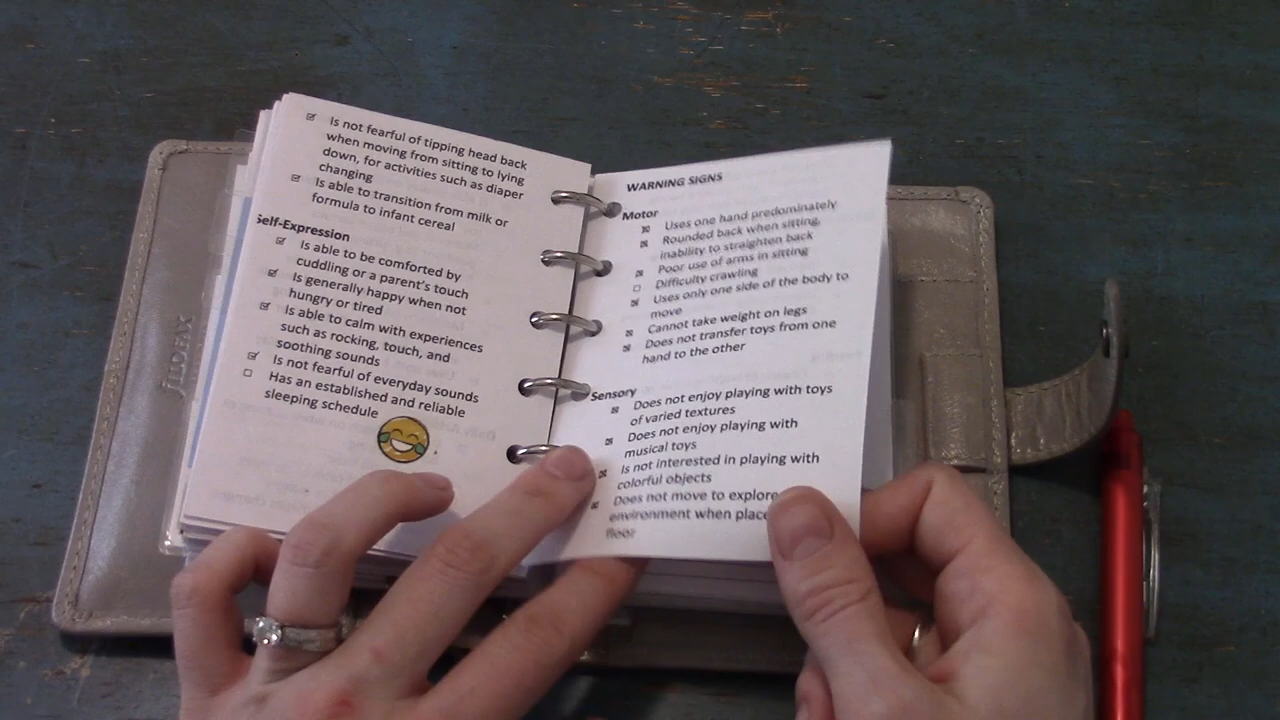 Is not fearful of tipping head back
when moving from sitting to lying
down, for activities such as diaper
changing
Is able to transition from milk or
formula to infant cereal
Self-Expression
Is able to be comforted by
cuddling or a parent's touch
Is generally happy when not
hungry or tired
Is able to calm with experiences
such as rocking, touch, and
soothing sounds
Is not fearful of everyday sounds
Has an established and reliable
sleeping schedule
WARNING SIGNS
Motor
Uses one hand predominately
Rounded back when sitting,
inability to straighten back
Poor use of arms in sitting
Difficulty crawling
Uses only one side of the body to
move
Cannot take weight on legs
Does not transfer toys from one
hand to the other
Sensory
Does not enjoy playing with toys
of varied textures
Does not enjoy playing with
musical toys
Is not interested in playing with
colorful objects
Does not move to explore
environment when place
floor